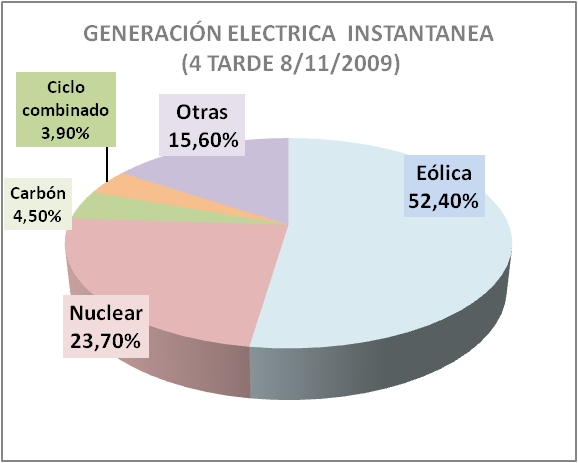 GENERACIÓN ELECTRICA INSTANTANEA
(4 TARDE 8/11/2009)
Ciclo
combinado
3,90%
Otras
15,60%
Eólica
52,40%
Carbón
4,50%
Nuclear
23,70%